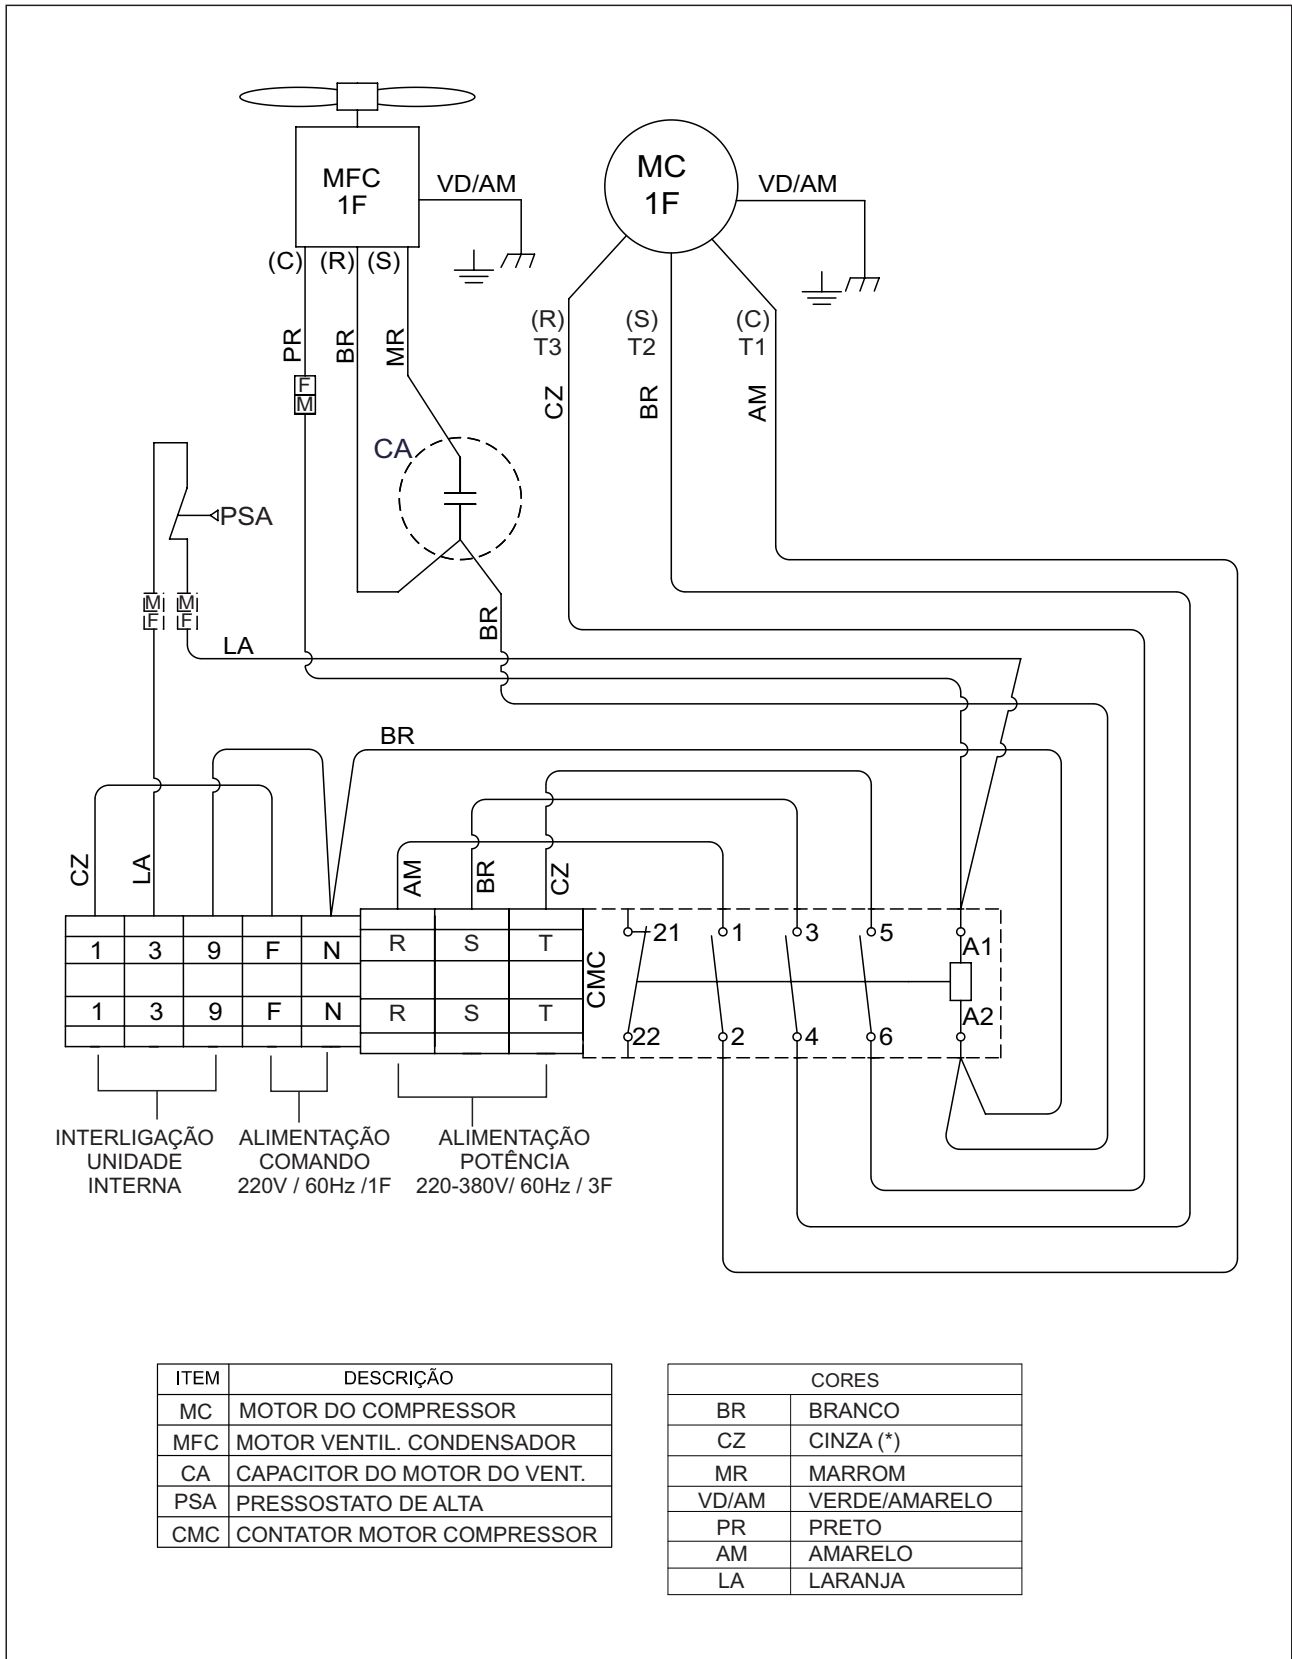 MFC
1F
VD/AM
MC
1F
VD/AM
(C) (R) (S)
PR
BR
MR
(R)
T3
(S)
T2
(C)
T1
CZ
BR
AM
F
M
CA
PSA
M
F
M
F
BR
LA
BR
CZ
LA
AM
BR
CZ
1 3 9 F N R S T
1 3 9 F N R S T
CMC
21 1 3 5 A1
22 2 4 6 A2
INTERLIGAÇÃO
UNIDADE
INTERNA
ALIMENTAÇÃO
COMANDO
220V / 60Hz /1F
ALIMENTAÇÃO
POTÊNCIA
220-380V/ 60Hz / 3F
ITEM DESCRIÇÃO
MC MOTOR DO COMPRESSOR
MFC MOTOR VENTIL. CONDENSADOR
CA CAPACITOR DO MOTOR DO VENT.
PSA PRESSOSTATO DE ALTA
CMC CONTATOR MOTOR COMPRESSOR
CORES
BR BRANCO
CZ CINZA (*)
MR MARROM
VD/AM VERDE/AMARELO
PR PRETO
AM AMARELO
LA LARANJA